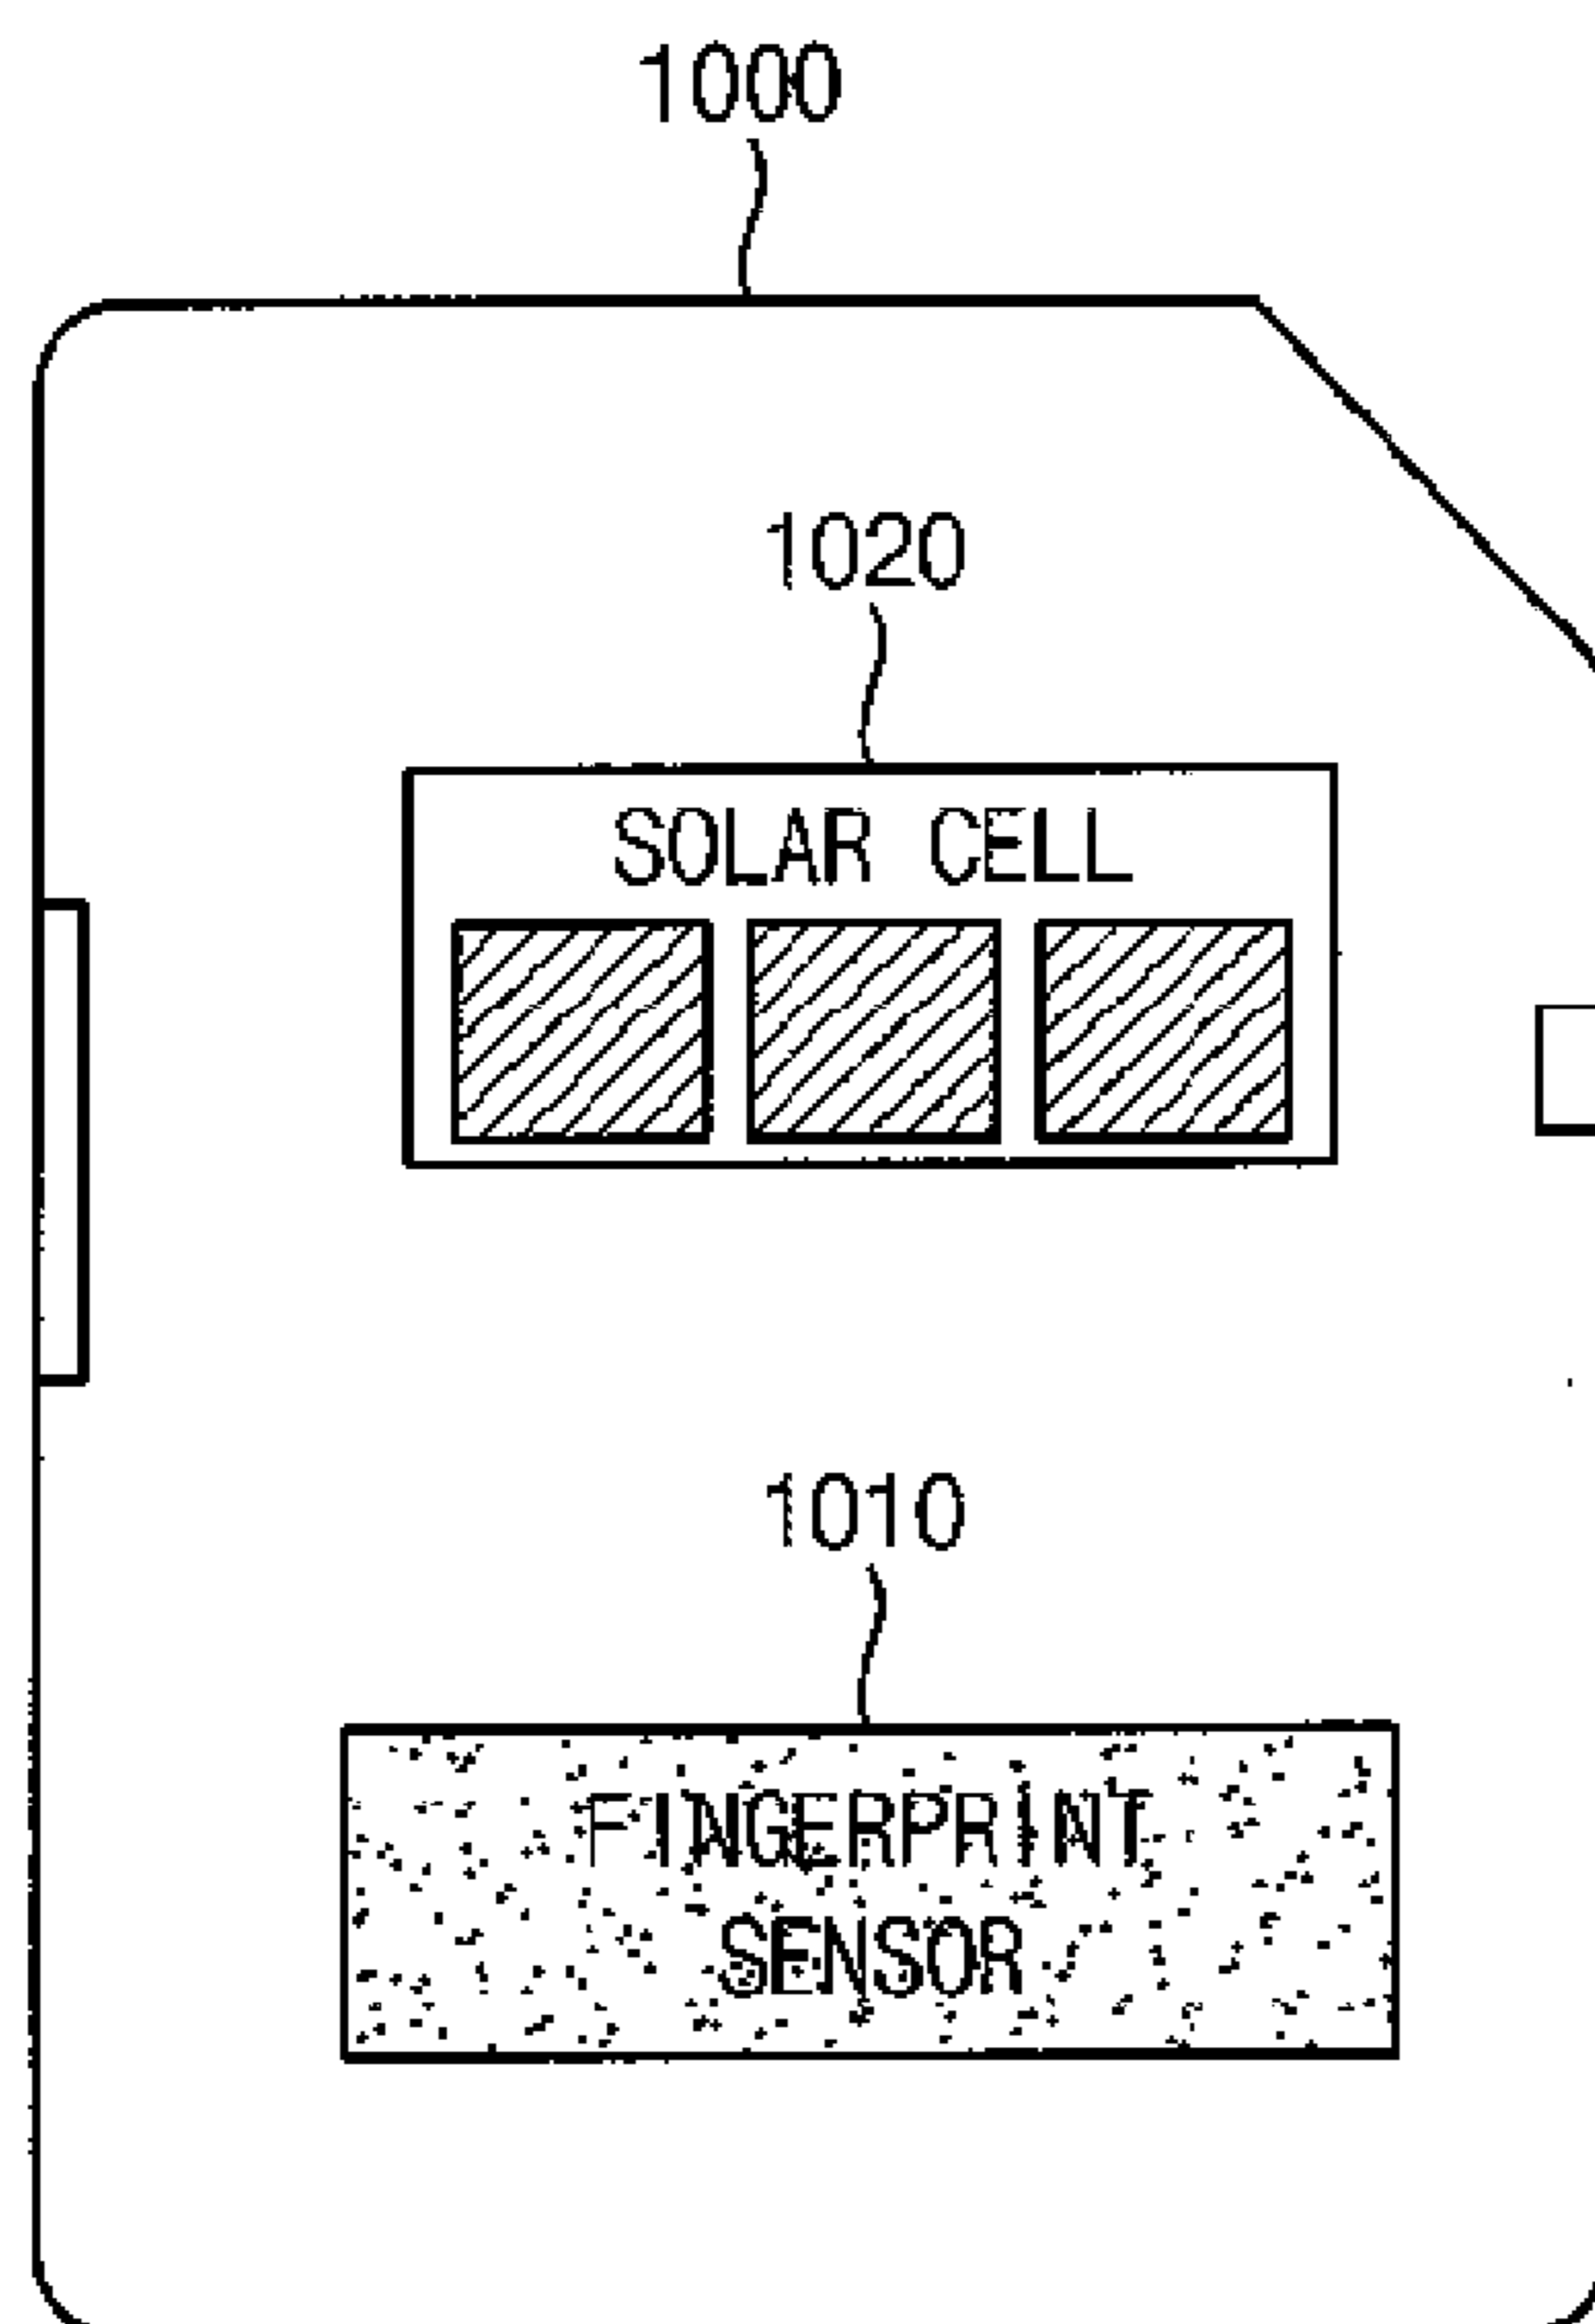 1000
1020
SOLAR CELL
1010
FINGERPRINT
SENSOR